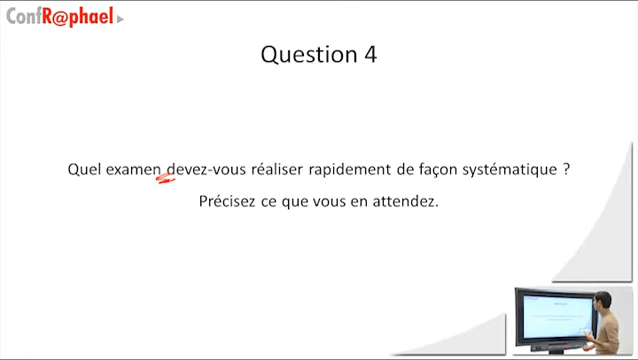 ConfR@phael
Question 4
Quel examen devez-vous réaliser rapidement de façon systématique ?
Précisez ce que vous en attendez.